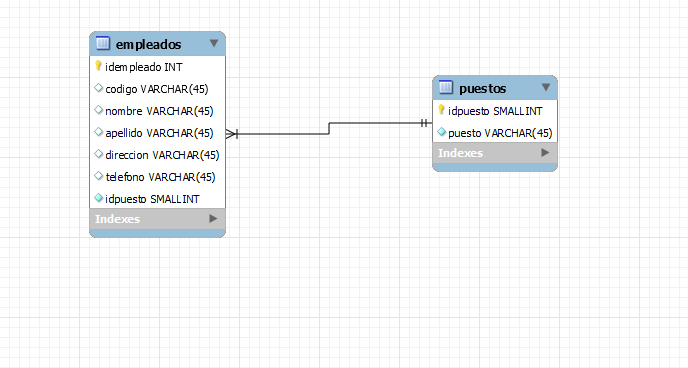 empleados
idempleado INT
codigo VARCHAR(45)
nombre VARCHAR(45)
apellido VARCHAR(45)
direccion VARCHAR(45)
telefono VARCHAR(45)
idpuesto SMALLINT
Indexes
puestos
idpuesto SMALLINT
puesto VARCHAR(45)
Indexes